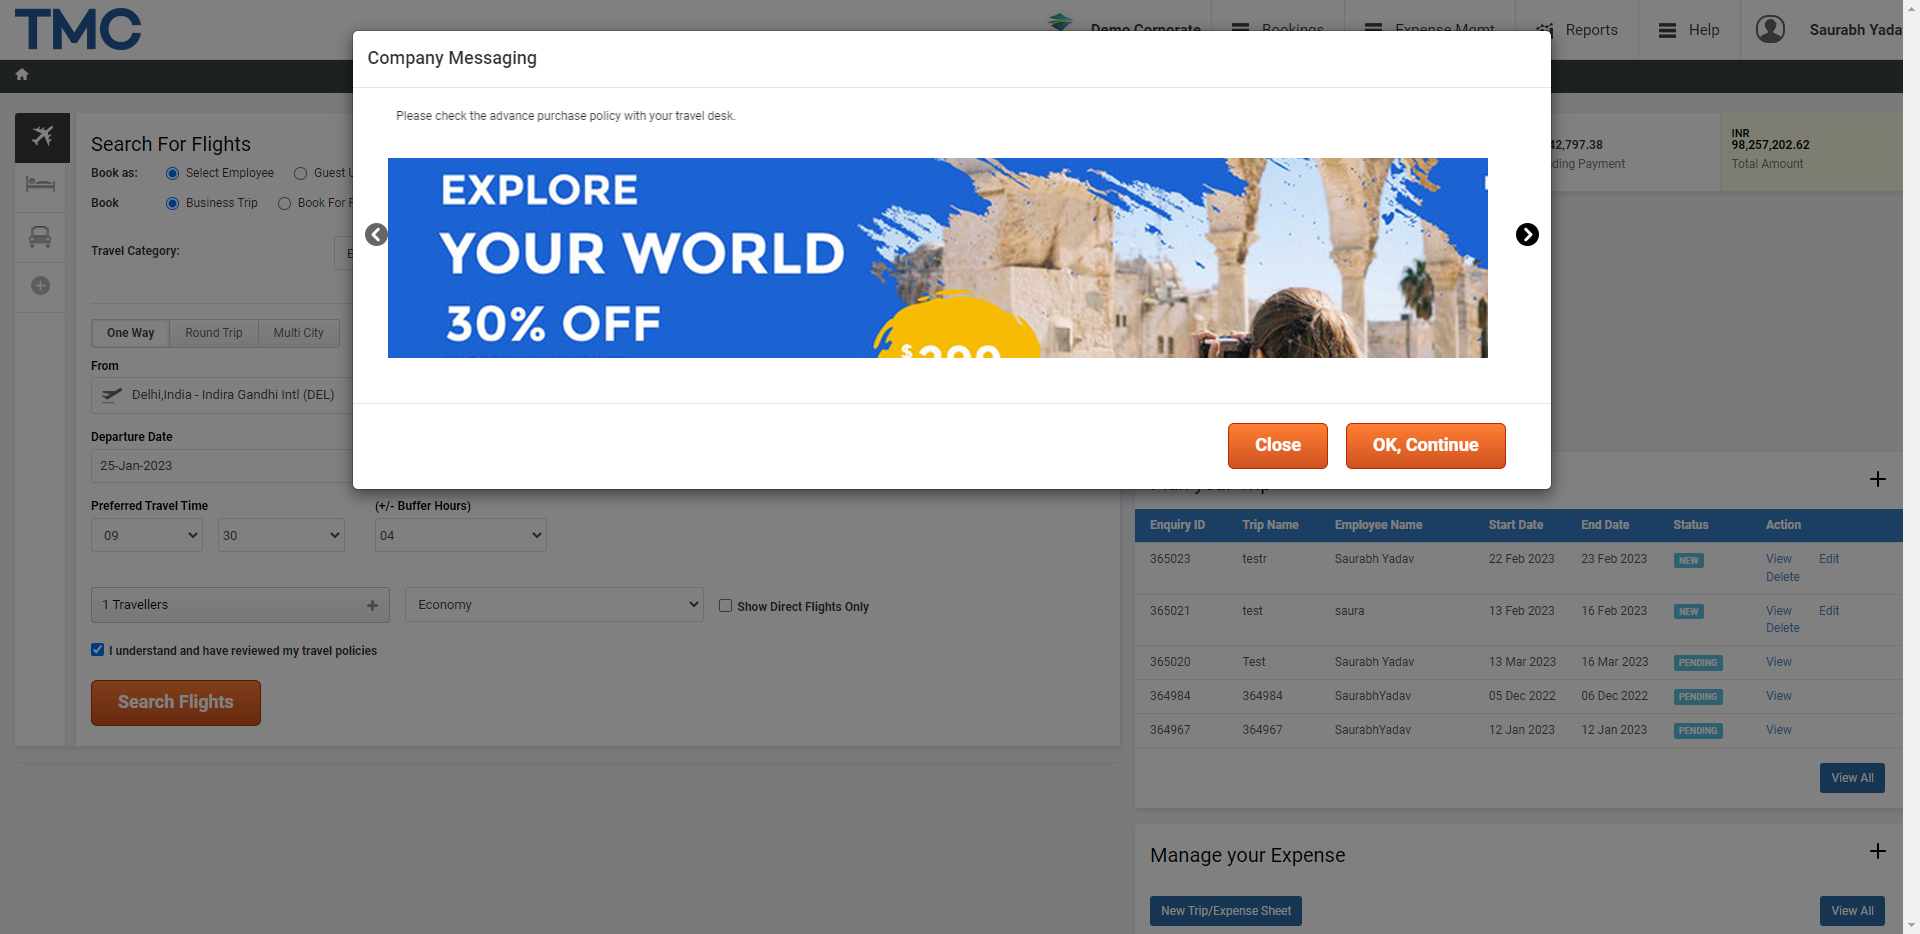 TMC
Demo Corporate
Bookings
Expense Mgmt
Reports
Help
Saurabh Yada
Company Messaging
Please check the advance purchase policy with your travel desk.
EXPLORE
YOUR WORLD
30% OFF
Close
OK, Continue
Search For Flights
Book as:
Select Employee
Guest
Book
Business Trip
Book For
Travel Category:
One Way
Round Trip
Multi City
From
Delhi,India - Indira Gandhi Intl (DEL)
Departure Date
25-Jan-2023
Preferred Travel Time
(+/- Buffer Hours)
09
30
04
1 Travellers
Economy
Show Direct Flights Only
I understand and have reviewed my travel policies
Search Flights
42,797.38
ding Payment
INR
98,257,202.62
Total Amount
Enquiry ID Trip Name Employee Name Start Date End Date Status Action
365023 testr Saurabh Yadav 22 Feb 2023 23 Feb 2023 NEW View Edit
Delete
365021 test saura 13 Feb 2023 16 Feb 2023 NEW View Edit
Delete
365020 Test Saurabh Yadav 13 Mar 2023 16 Mar 2023 PENDING View
364984 364984 SaurabhYadav 05 Dec 2022 06 Dec 2022 PENDING View
364967 364967 SaurabhYadav 12 Jan 2023 12 Jan 2023 PENDING View
View All
Manage your Expense
New Trip/Expense Sheet
View All